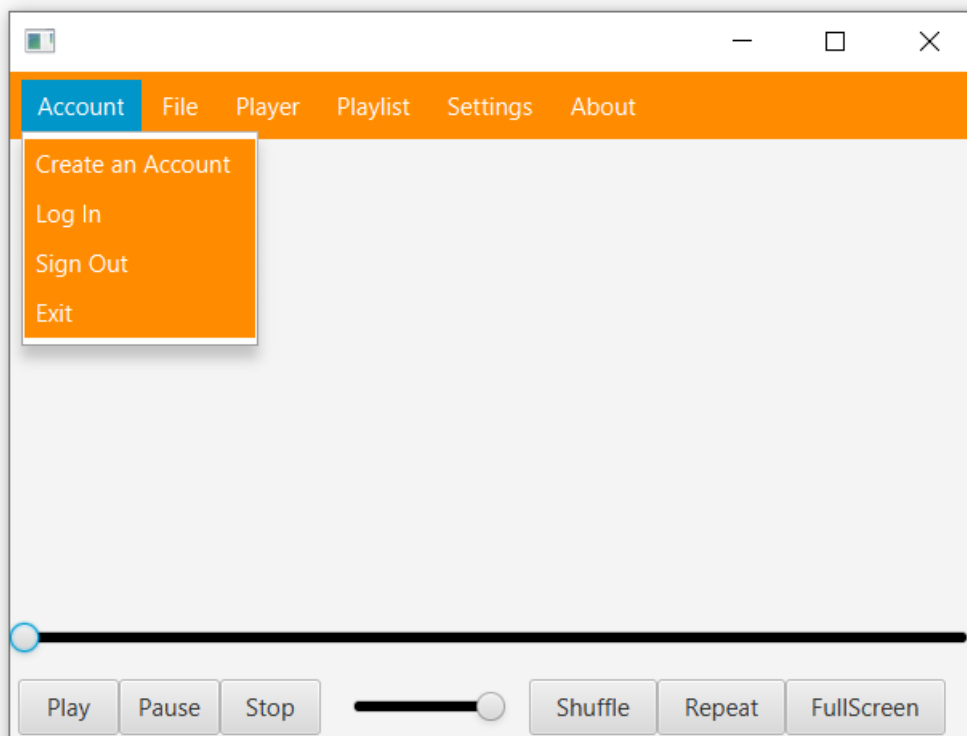 Account File Player Playlist Settings About
Create an Account
Log In
Sign Out
Exit
Play Pause Stop Shuffle Repeat FullScreen